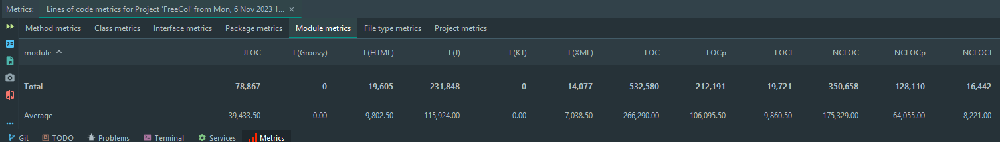 Metrics: Lines of code metrics for Project 'FreeCol' from Mon, 6 Nov 2023 1... ×
Method metrics Class metrics Interface metrics Package metrics Module metrics File type metrics Project metrics
module JLOC L(Groovy) L(HTML) L(J) L(KT) L(XML) LOC LOCp LOCt NCLOC NCLOCp NCLOCt
Total 78,867 0 19,605 231,848 0 14,077 532,580 212,191 19,721 350,658 128,110 16,442
Average 39,433.50 0.00 9,802.50 115,924.00 0.00 7,038.50 266,290.00 106,095.50 9,860.50 175,329.00 64,055.00 8,221.00
Git TODO Problems Terminal Services Metrics